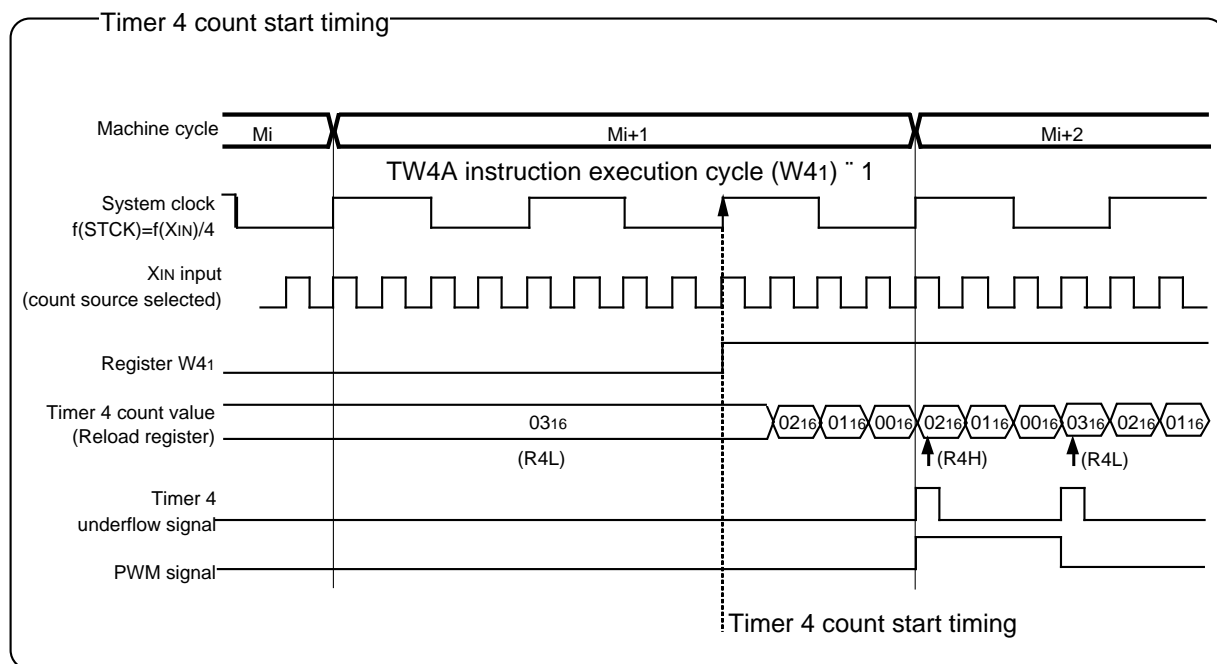 Timer 4 count start timing
Machine cycle
Mi
Mi+1
Mi+2
TW4A instruction execution cycle (W41) ¨ 1
System clock
f(STCK)=f(XIN)/4
XIN input
(count source selected)
Register W41
Timer 4 count value
(Reload register)
0316
0216
0116
0016
0216
0116
0016
0316
0216
0116
(R4L)
(R4H)
(R4L)
Timer 4
underflow signal
PWM signal
Timer 4 count start timing